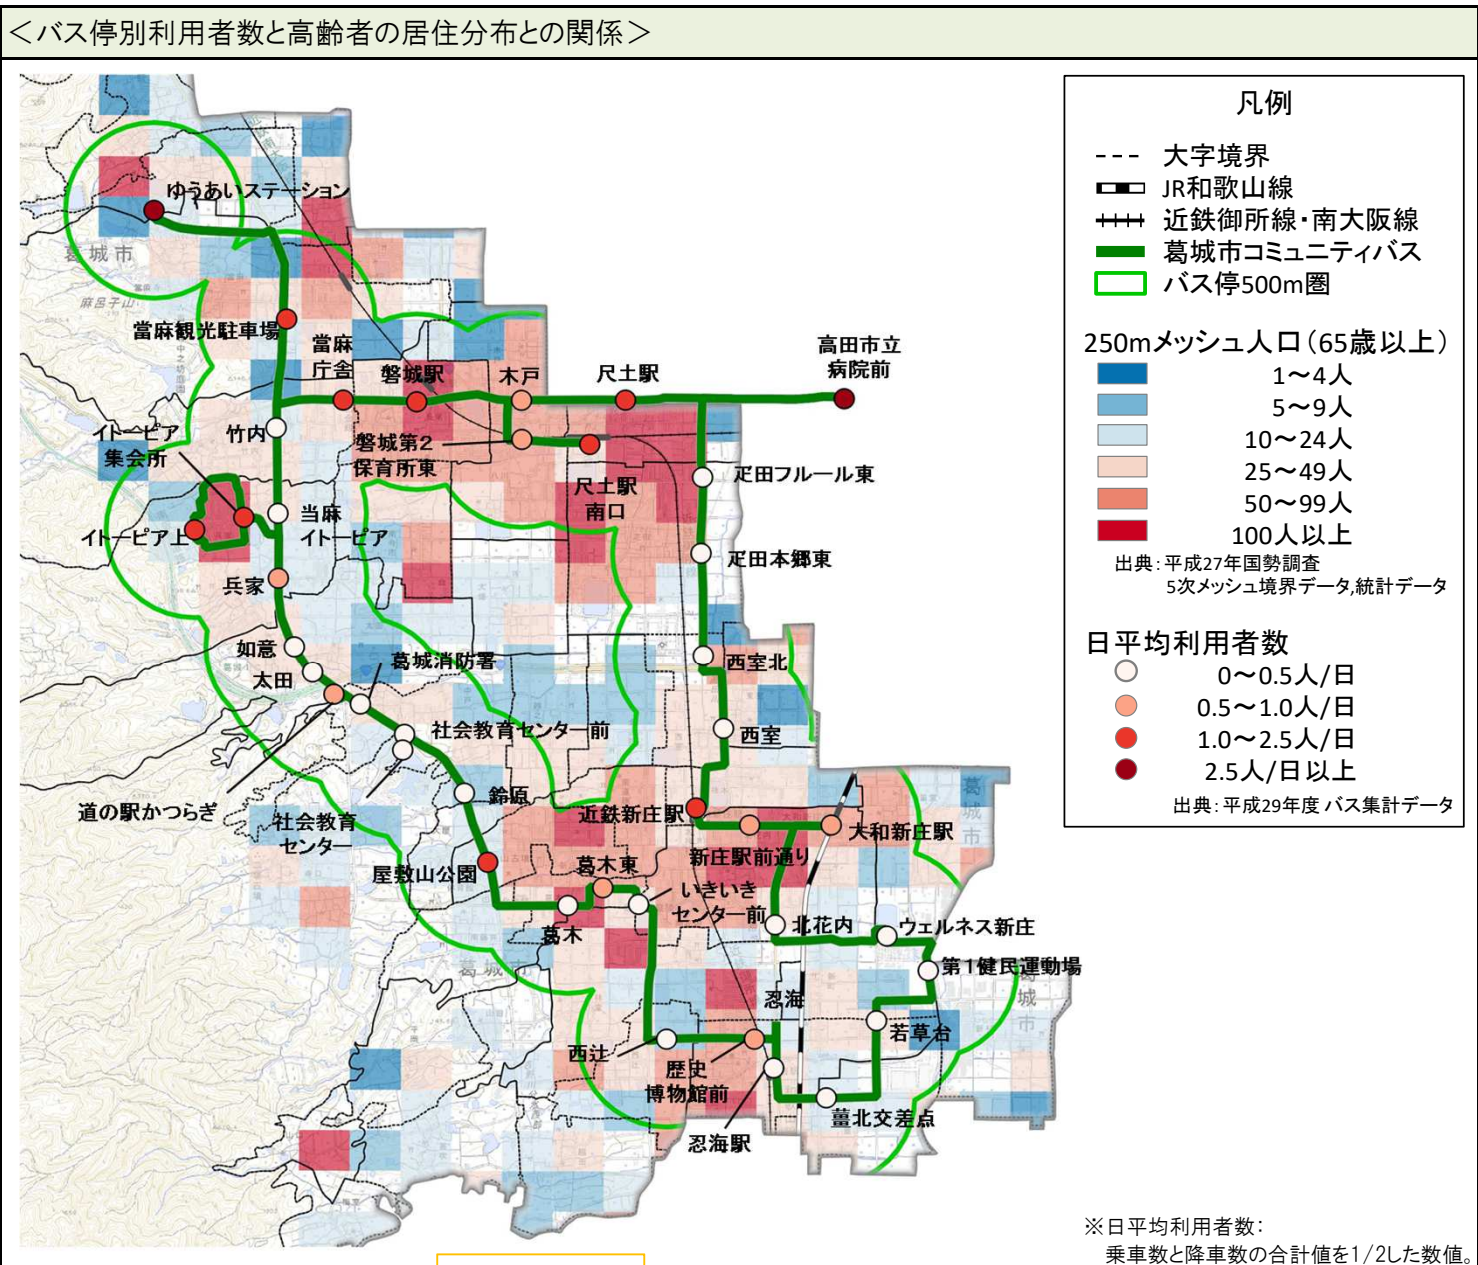 ＜バス停別利用者数と高齢者の居住分布との関係＞
凡例
大字境界
JR和歌山線
近鉄御所線・南大阪線
葛城市コミュニティバス
バス停500m圏
250mメッシュ人口（65歳以上）
1～4人
5～9人
10～24人
25～49人
50～99人
100人以上
出典：平成27年国勢調査
5次メッシュ境界データ,統計データ
日平均利用者数
0～0.5人/日
0.5～1.0人/日
1.0～2.5人/日
2.5人/日以上
出典：平成29年度 バス集計データ
ゆうあいステーション
葛城市
麻呂子山
當麻観光駐車場
當麻
庁舎
磐城駅
木戸
尺土駅
高田市立
病院前
イトーピア
集会所
竹内
磐城第２
保育所東
尺土駅
南口
疋田フルール東
イトーピア上
当麻
イトーピア
疋田本郷東
兵家
如意
太田
葛城消防署
西室北
社会教育センター前
西室
道の駅かつらぎ
社会教育
センター
鈴原
近鉄新庄駅
大和新庄駅
新庄駅前通り
葛城市
屋敷山公園
葛木東
いきいき
センター前
葛木
北花内
ウェルネス新庄
葛城市
第1健民運動場
葛城市
忍海
若草台
西辻
歴史
博物館前
薑北交差点
忍海駅
※日平均利用者数：
乗車数と降車数の合計値を1/2した数値。